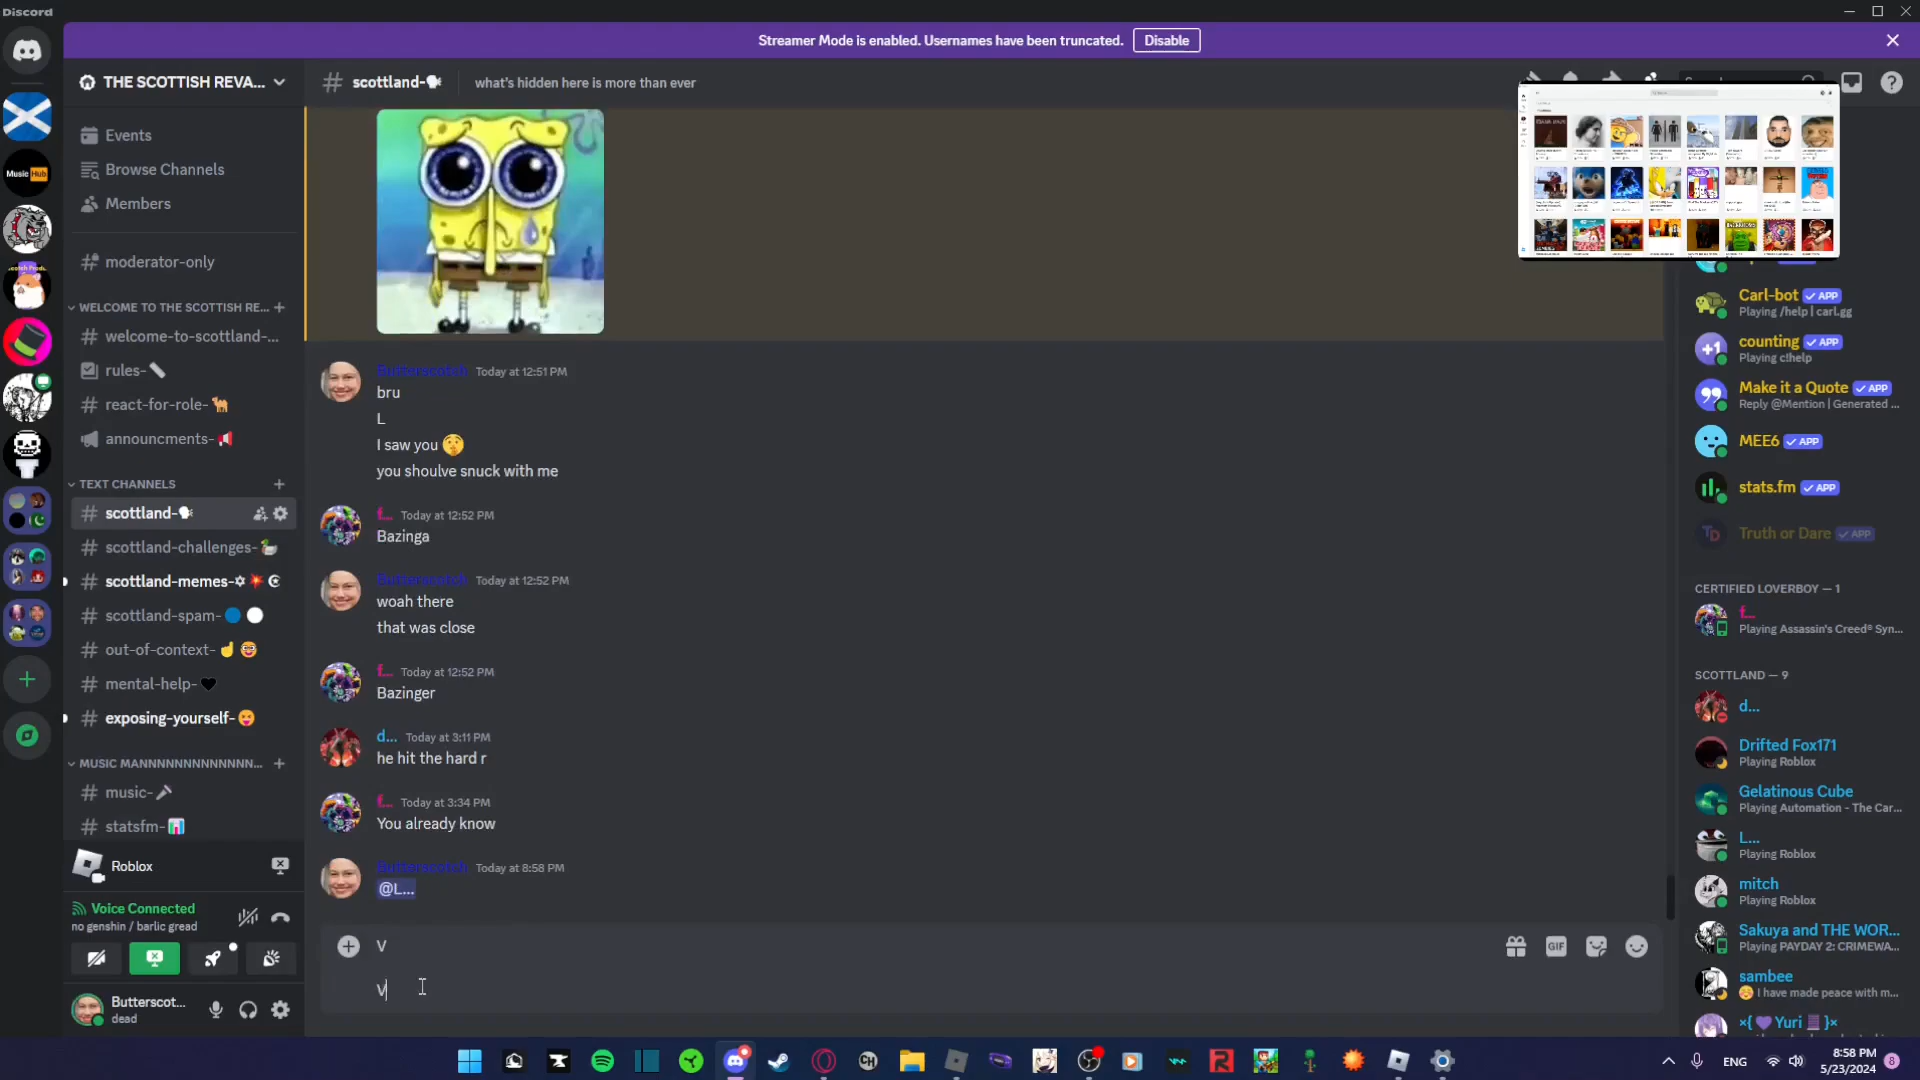 Discord
Streamer Mode is enabled. Usernames have been truncated.
Disable
THE SCOTTISH REVA...
scottland-
what's hidden here is more than ever
Music Hub
Events
Browse Channels
Members
moderator-only
WELCOME TO THE SCOTTISH RE...
welcome-to-scottland-...
rules-
react-for-role-
announcments-
TEXT CHANNELS
scottland-
scottland-challenges-
scottland-memes-
scottland-spam-
out-of-context-
mental-help-
exposing-yourself-
MUSIC MANNNNNNNNNNNN...
music-
statsfm-
Roblox
Voice Connected
no genshin / barlic gread
Butterscot...
dead
Butterscotch Today at 12:51 PM
bru
L
I saw you
you shoulve snuck with me
f... Today at 12:52 PM
Bazinga
Butterscotch Today at 12:52 PM
woah there
that was close
f... Today at 12:52 PM
Bazinger
d... Today at 3:11 PM
he hit the hard r
f... Today at 3:34 PM
You already know
Butterscotch Today at 8:58 PM
@L...
V
V
GIF
Carl-bot APP
Playing /help | carl.gg
counting APP
Playing c!help
Make it a Quote APP
Reply @Mention | Generated ...
MEE6 APP
stats.fm APP
TD Truth or Dare APP
CERTIFIED LOVERBOY — 1
f...
Playing Assassin's Creed® Syn...
SCOTTLAND — 9
d...
Drifted Fox171
Playing Roblox
Gelatinous Cube
Playing Automation - The Car...
L...
Playing Roblox
mitch
Playing Roblox
Sakuya and THE WOR...
Playing PAYDAY 2: CRIMEWA...
sambee
I have made peace with m...
×{ Yuri }×
CH
ENG
8:58 PM
5/23/2024
8